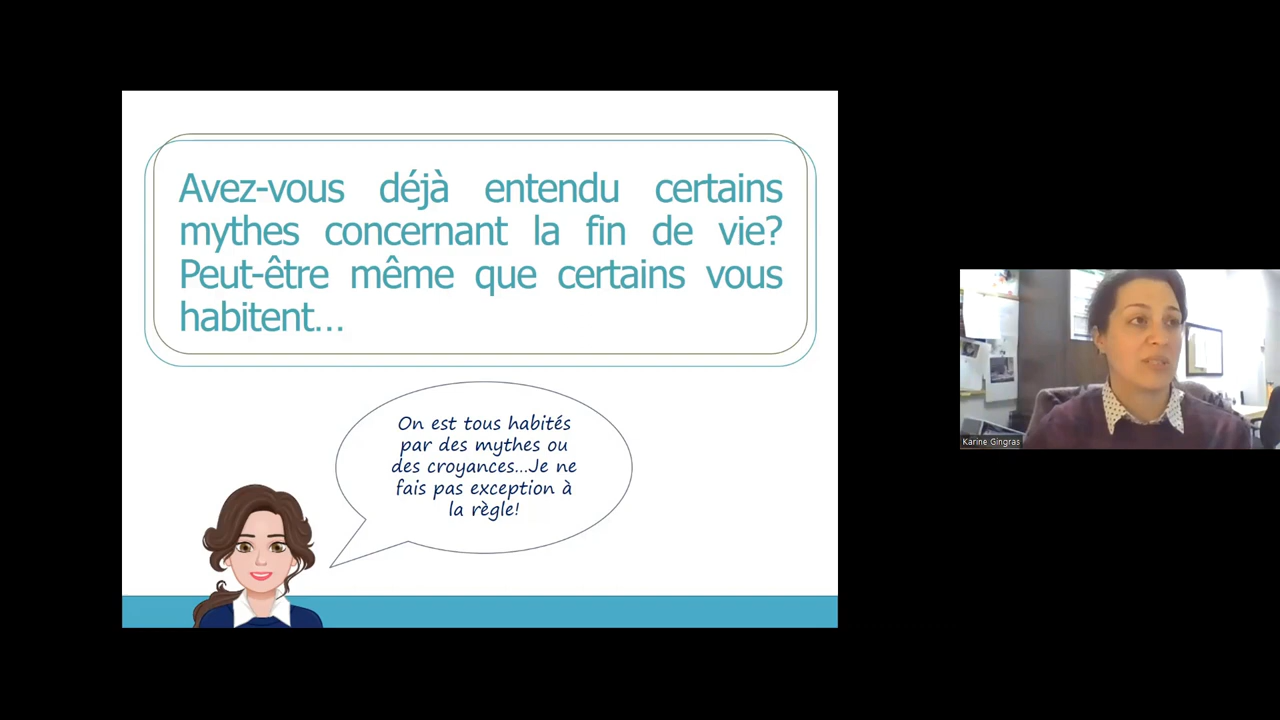 Avez-vous déjà entendu certains
mythes concernant la fin de vie?
Peut-être même que certains vous
habitent...
On est tous habités
par des mythes ou
des croyances...Je ne
fais pas exception à
la règle!
Karine Gingras